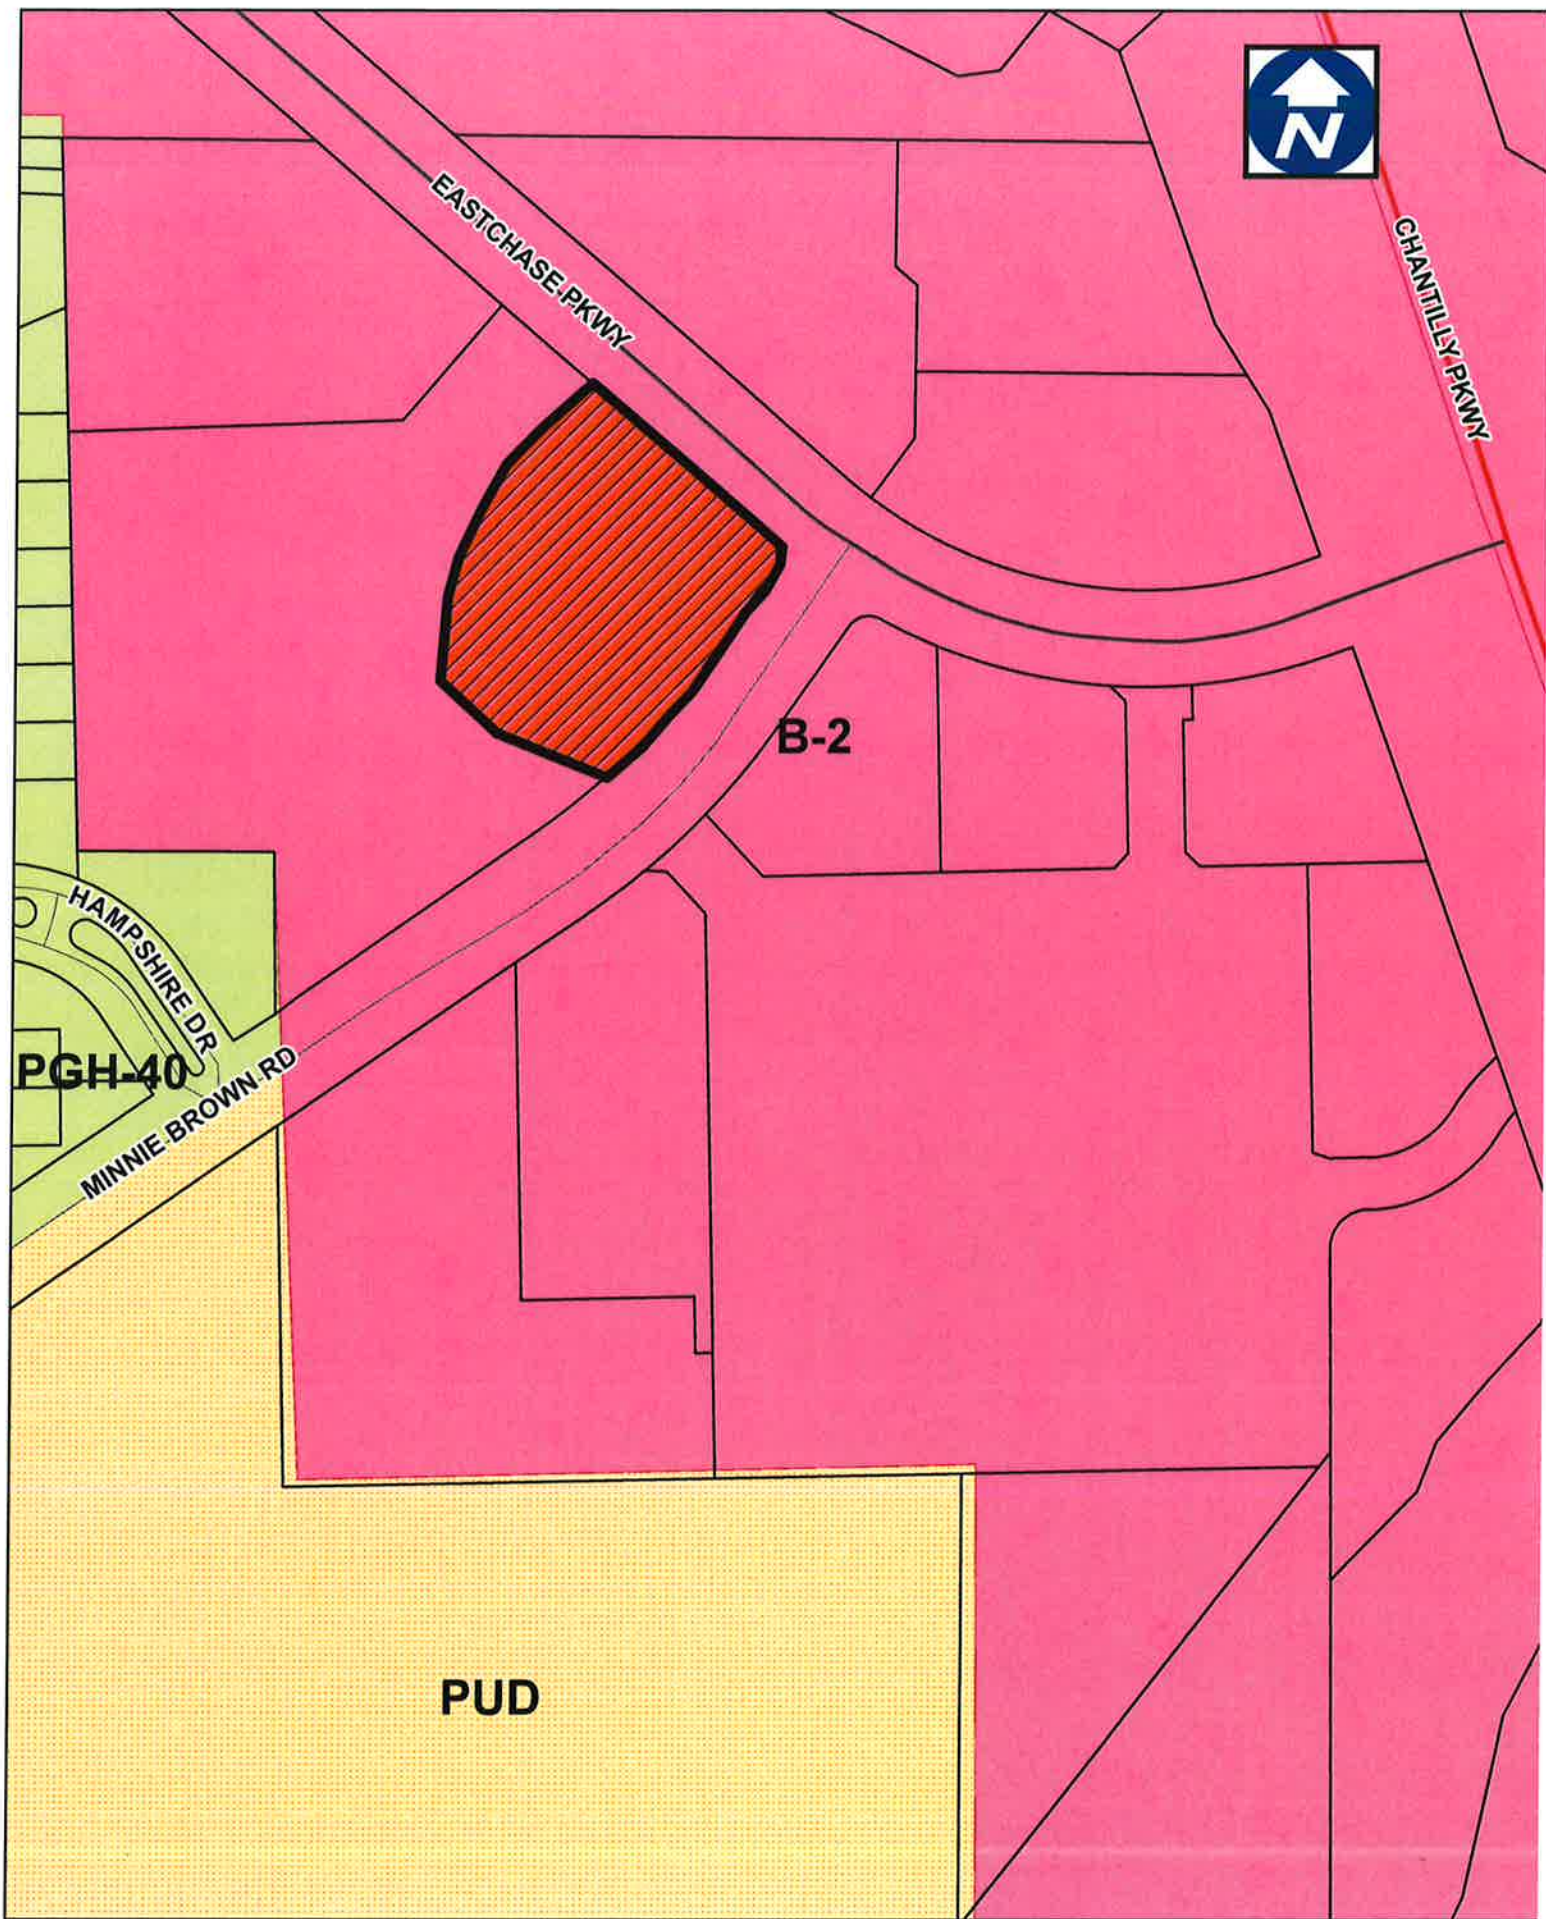 N
EASTCHASE PKWY
CHANTILLY PKWY
B-2
HAMPSHIRE DR
PGH-40
MINNIE BROWN RD
PUD